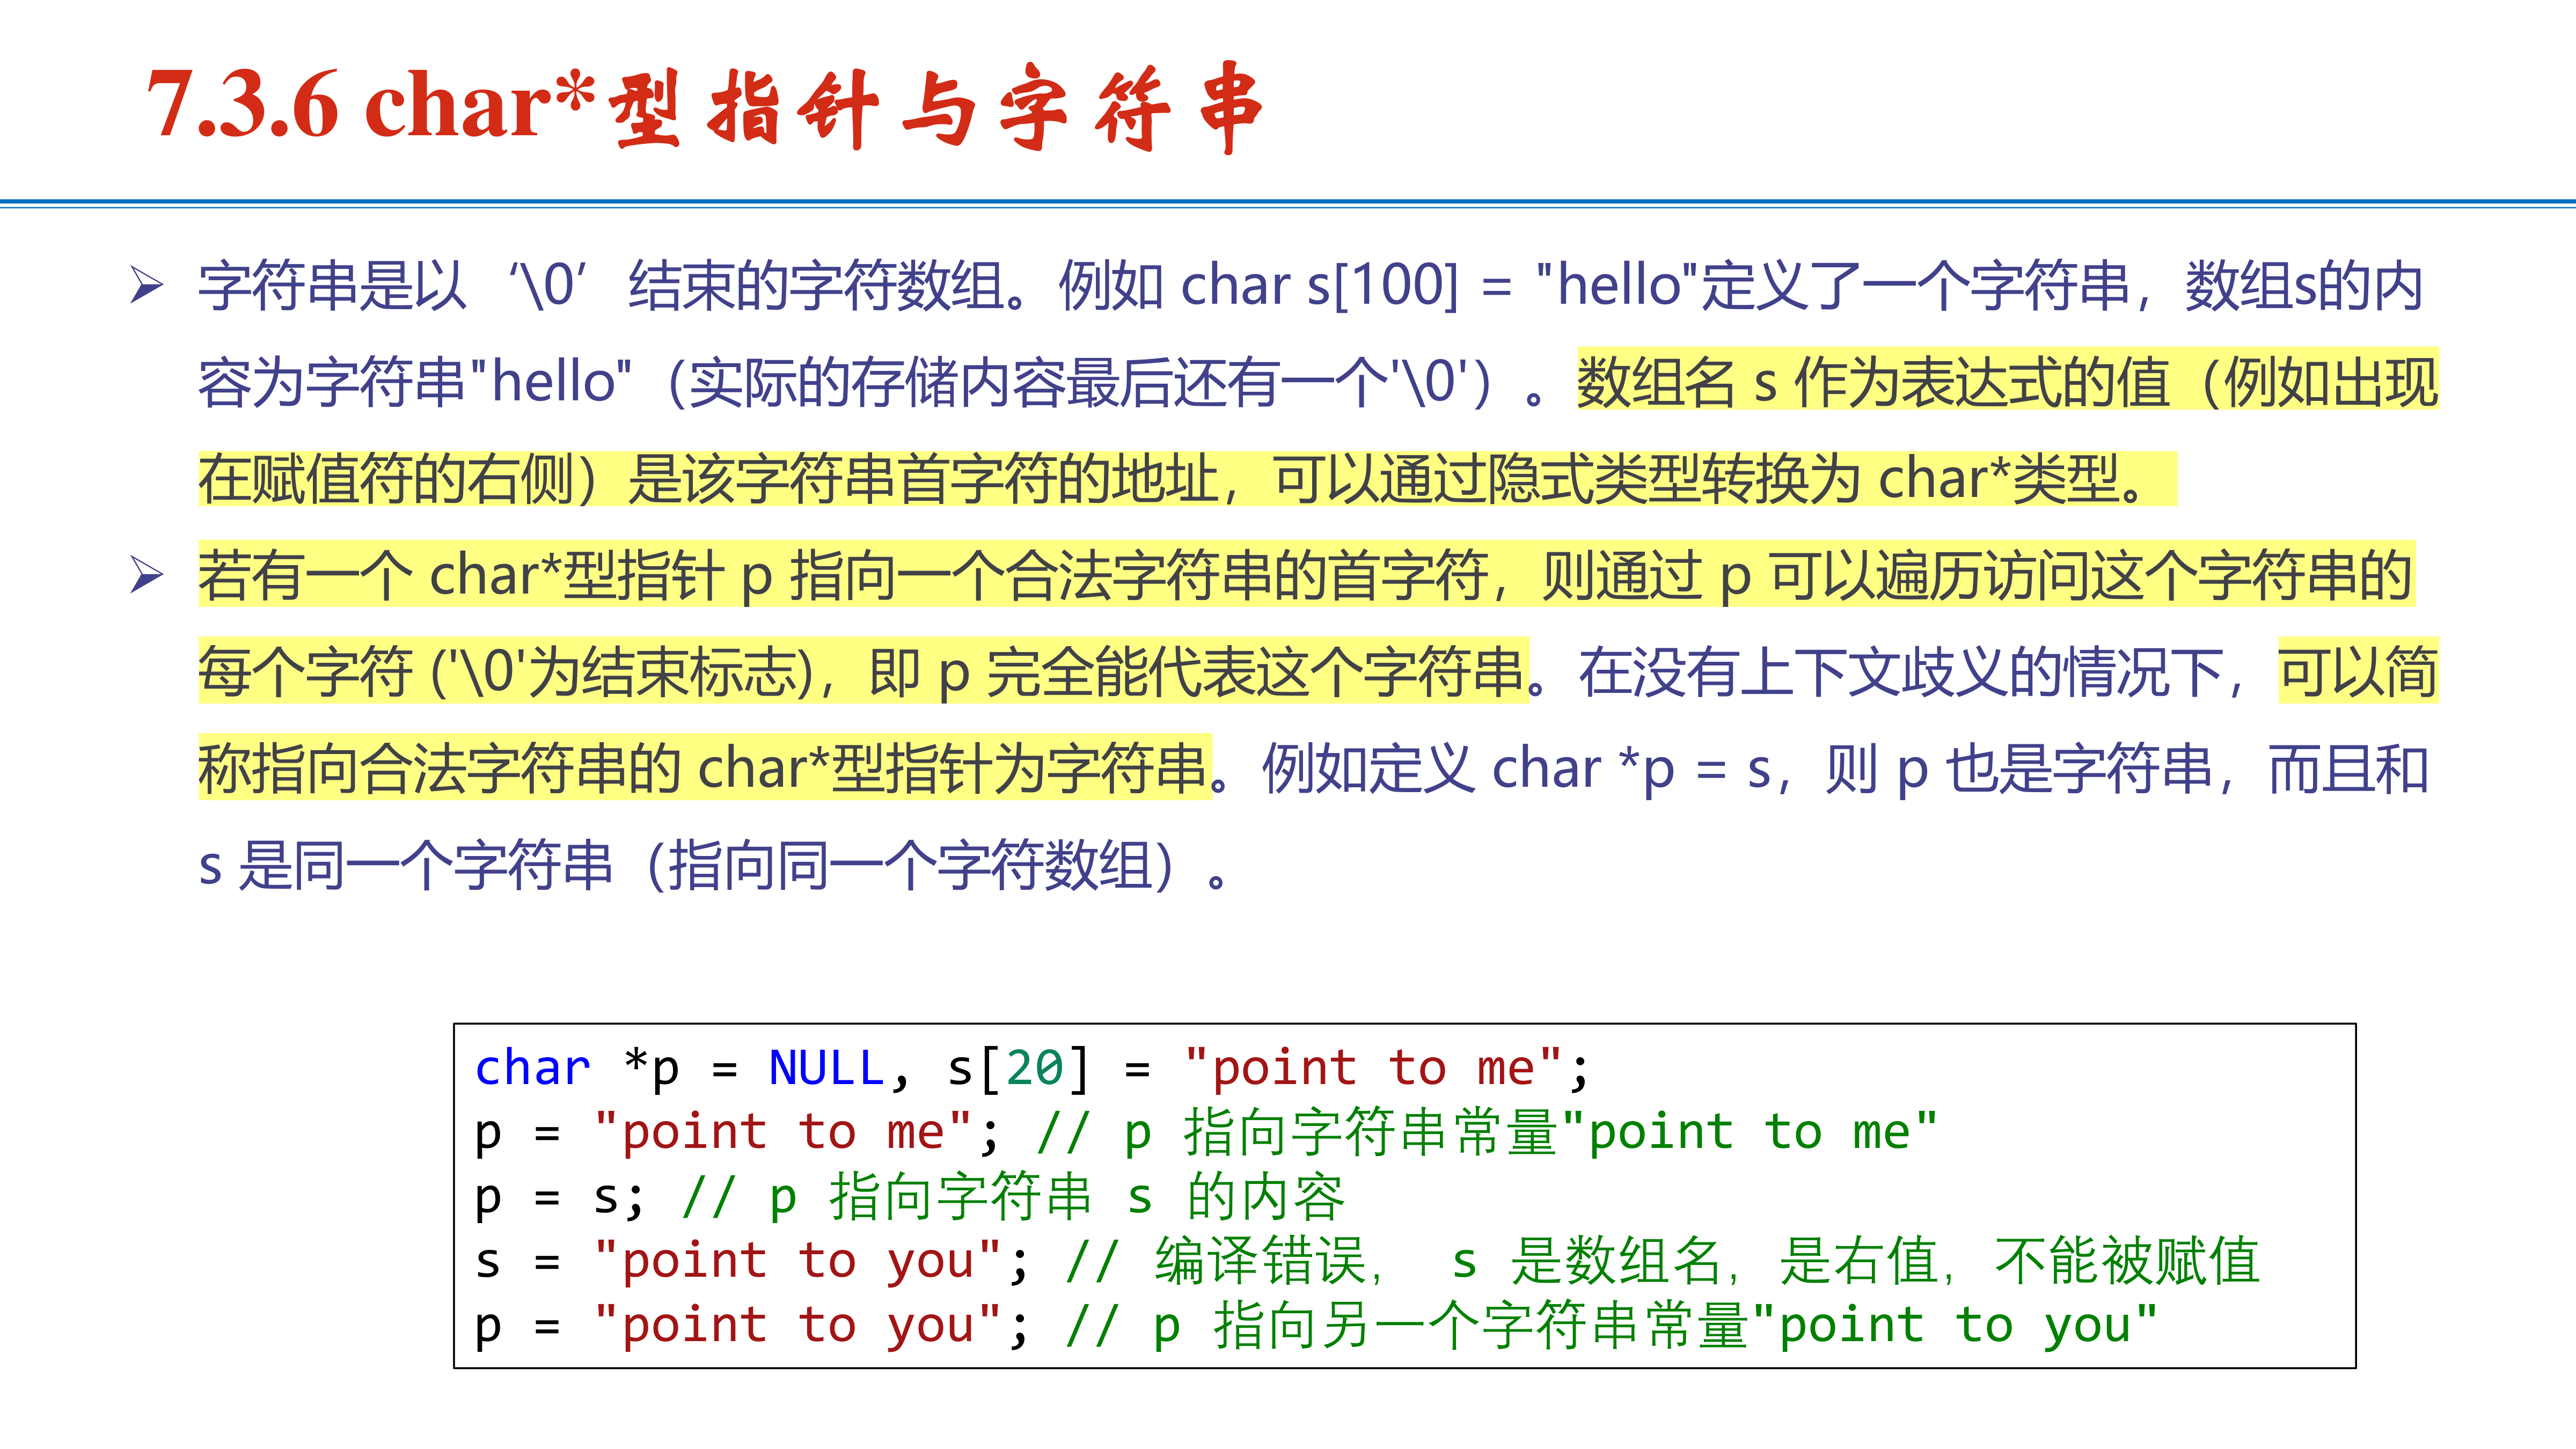 7.3.6 char*型指针与字符串
➢ 字符串是以‘\0’结束的字符数组。例如 char s[100] = "hello"定义了一个字符串，数组s的内
容为字符串"hello"（实际的存储内容最后还有一个'\0'）。数组名 s 作为表达式的值（例如出现
在赋值符的右侧）是该字符串首字符的地址，可以通过隐式类型转换为 char*类型。
➢ 若有一个 char*型指针 p 指向一个合法字符串的首字符，则通过 p 可以遍历访问这个字符串的
每个字符 ('\0'为结束标志)，即 p 完全能代表这个字符串。在没有上下文歧义的情况下，可以简
称指向合法字符串的 char*型指针为字符串。例如定义 char *p = s，则 p 也是字符串，而且和
s 是同一个字符串（指向同一个字符数组）。
char *p = NULL, s[20] = "point to me";
p = "point to me"; // p 指向字符串常量"point to me"
p = s; // p 指向字符串 s 的内容
s = "point to you"; // 编译错误， s 是数组名，是右值，不能被赋值
p = "point to you"; // p 指向另一个字符串常量"point to you"